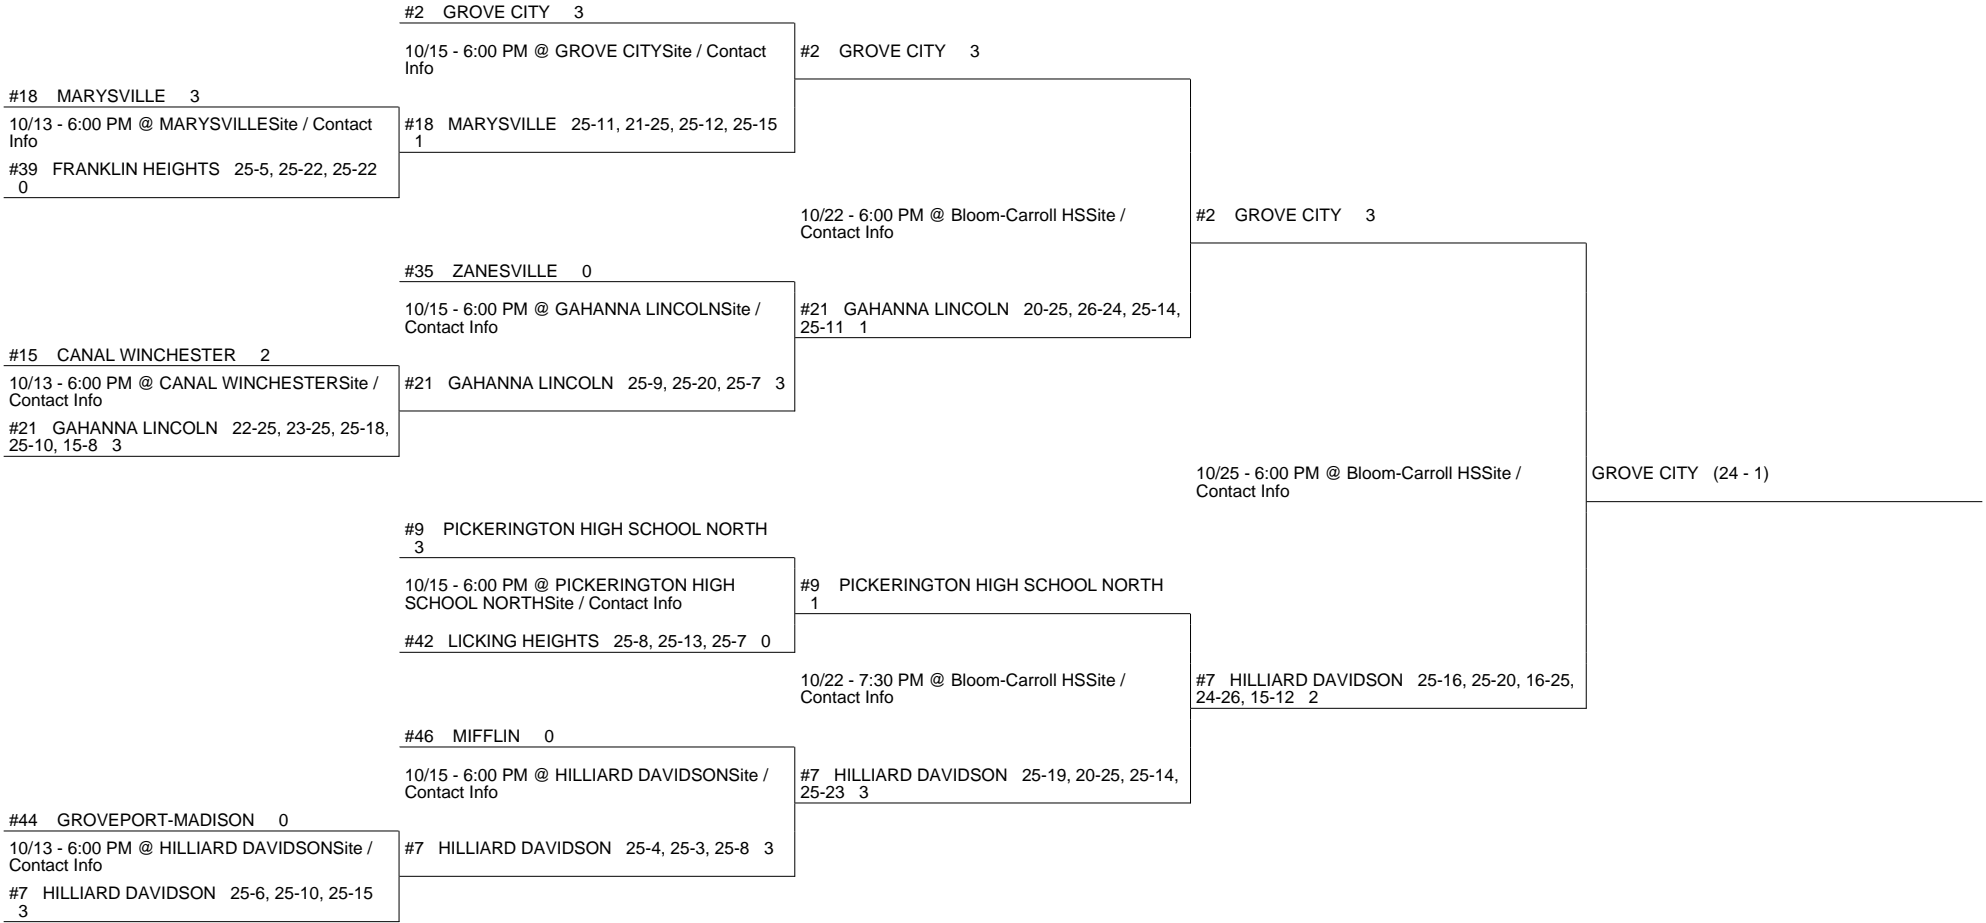 #2 GROVE CITY 3
10/15 - 6:00 PM @ GROVE CITYSite / Contact
Info
#18 MARYSVILLE 25-11, 21-25, 25-12, 25-15
1
#18 MARYSVILLE 3
10/13 - 6:00 PM @ MARYSVILLESite / Contact
Info
#39 FRANKLIN HEIGHTS 25-5, 25-22, 25-22
0
#2 GROVE CITY 3
10/22 - 6:00 PM @ Bloom-Carroll HSSite /
Contact Info
#21 GAHANNA LINCOLN 20-25, 26-24, 25-14,
25-11 1
#35 ZANESVILLE 0
10/15 - 6:00 PM @ GAHANNA LINCOLNSite /
Contact Info
#21 GAHANNA LINCOLN 25-9, 25-20, 25-7 3
#15 CANAL WINCHESTER 2
10/13 - 6:00 PM @ CANAL WINCHESTERSite /
Contact Info
#21 GAHANNA LINCOLN 22-25, 23-25, 25-18,
25-10, 15-8 3
#2 GROVE CITY 3
10/25 - 6:00 PM @ Bloom-Carroll HSSite /
Contact Info
#7 HILLIARD DAVIDSON 25-16, 25-20, 16-25,
24-26, 15-12 2
GROVE CITY (24 - 1)
#9 PICKERINGTON HIGH SCHOOL NORTH
3
10/15 - 6:00 PM @ PICKERINGTON HIGH
SCHOOL NORTHSite / Contact Info
#42 LICKING HEIGHTS 25-8, 25-13, 25-7 0
#9 PICKERINGTON HIGH SCHOOL NORTH
1
10/22 - 7:30 PM @ Bloom-Carroll HSSite /
Contact Info
#7 HILLIARD DAVIDSON 25-19, 20-25, 25-14,
25-23 3
#46 MIFFLIN 0
10/15 - 6:00 PM @ HILLIARD DAVIDSONSite /
Contact Info
#7 HILLIARD DAVIDSON 25-4, 25-3, 25-8 3
#44 GROVEPORT-MADISON 0
10/13 - 6:00 PM @ HILLIARD DAVIDSONSite /
Contact Info
#7 HILLIARD DAVIDSON 25-6, 25-10, 25-15
3